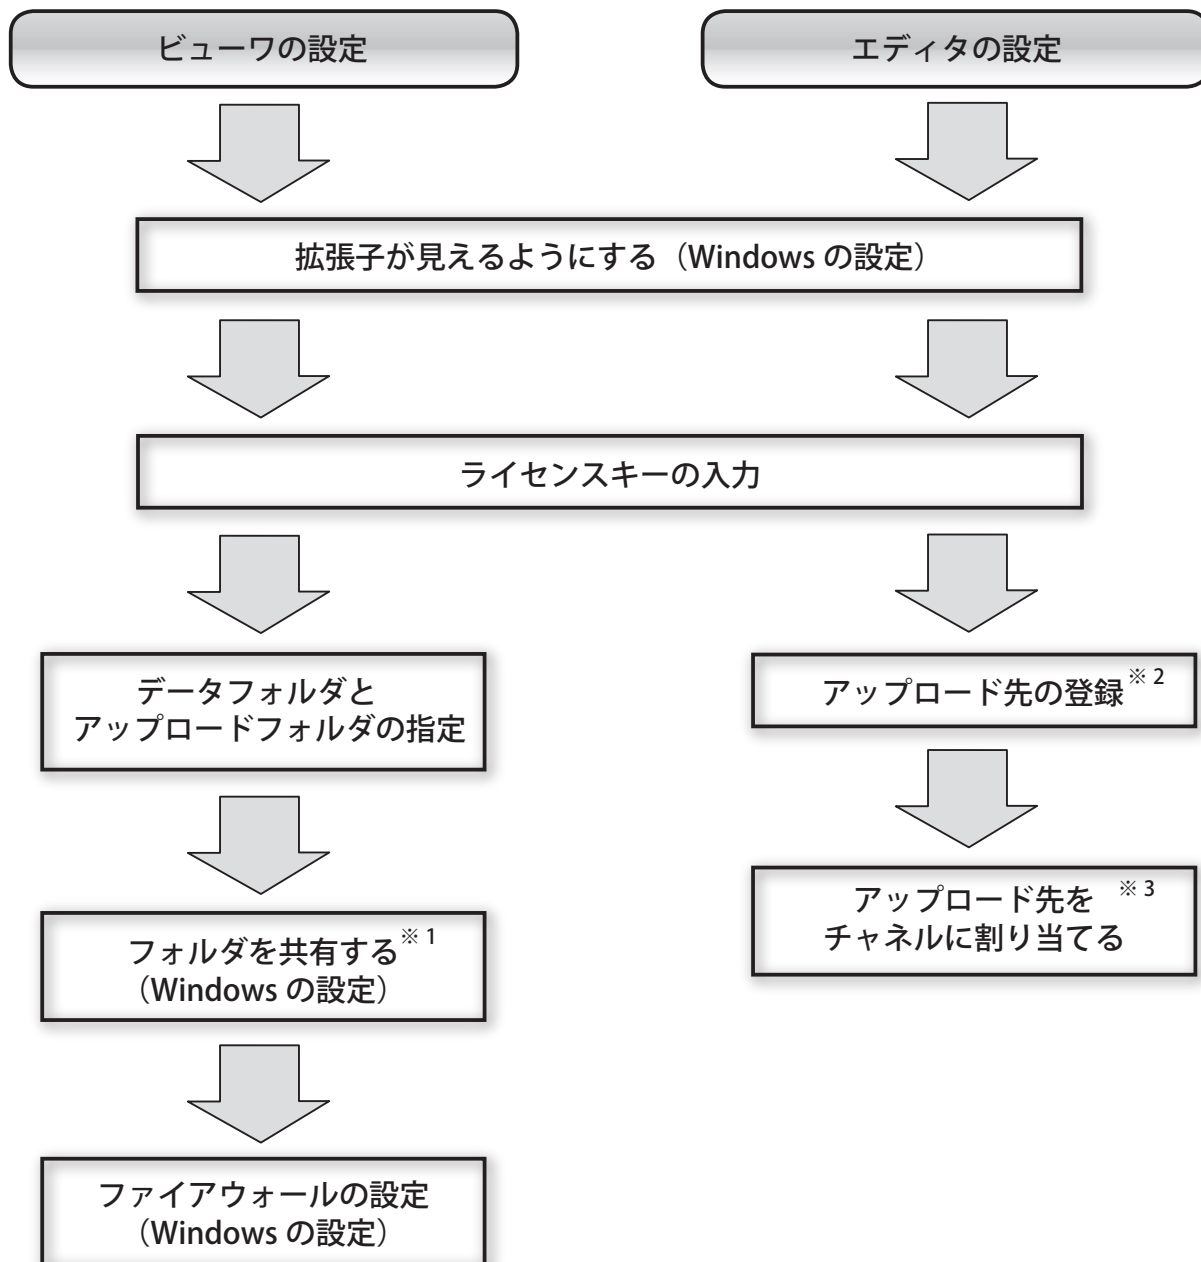 ビューワの設定
エディタの設定
拡張子が見えるようにする（Windows の設定）
ライセンスキーの入力
データフォルダと
アップロードフォルダの指定
アップロード先の登録※ 2
フォルダを共有する※ 1
（Windows の設定）
アップロード先を※ 3
チャネルに割り当てる
ファイアウォールの設定
（Windows の設定）